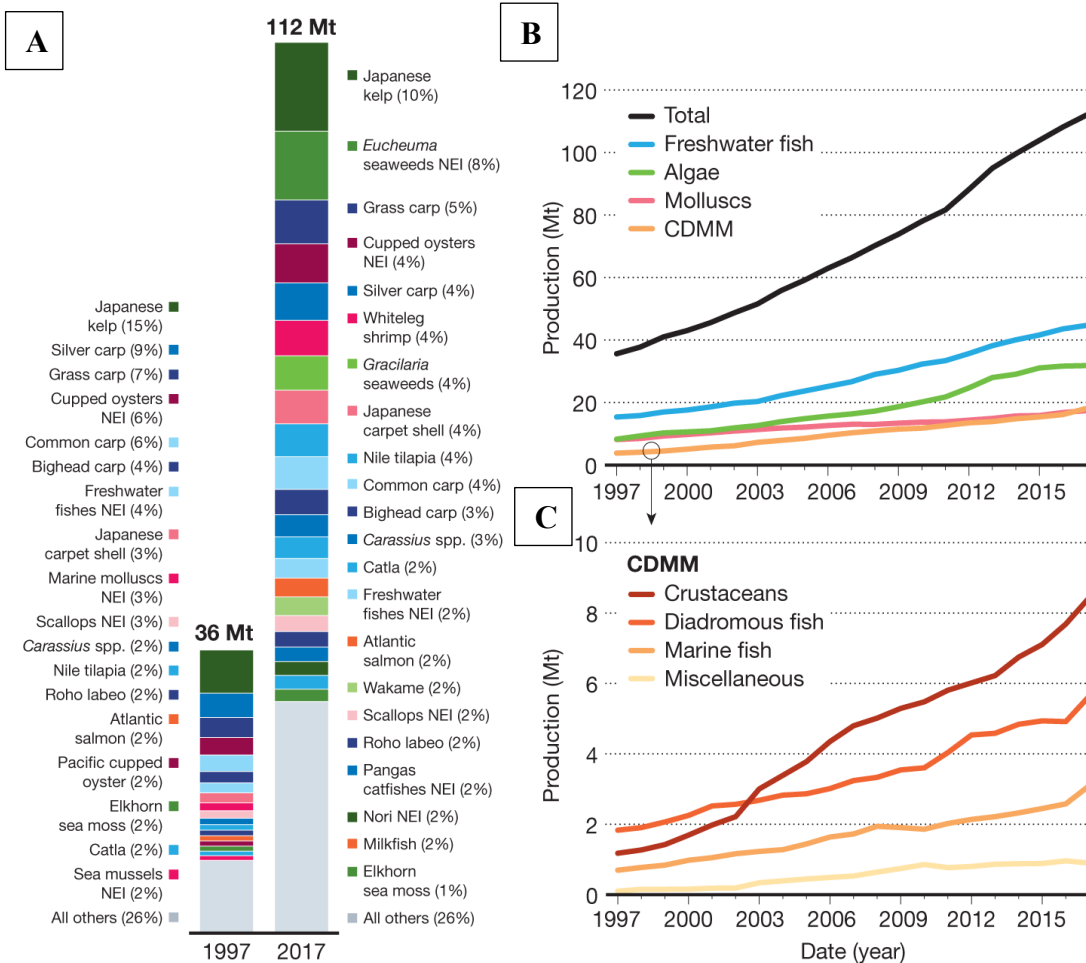 A
36 Mt
112 Mt
Japanese
kelp (15%)
Silver carp (9%)
Grass carp (7%)
Cupped oysters
NEI (6%)
Common carp (6%)
Bighead carp (4%)
Freshwater
fishes NEI (4%)
Japanese
carpet shell (3%)
Marine molluscs
NEI (3%)
Scallops NEI (3%)
Carassius spp. (2%)
Nile tilapia (2%)
Roho labeo (2%)
Atlantic
salmon (2%)
Pacific cupped
oyster (2%)
Elkhorn
sea moss (2%)
Catla (2%)
Sea mussels
NEI (2%)
All others (26%)
Japanese
kelp (10%)
Eucheuma
seaweeds NEI (8%)
Grass carp (5%)
Cupped oysters
NEI (4%)
Silver carp (4%)
Whiteleg
shrimp (4%)
Gracilaria
seaweeds (4%)
Japanese
carpet shell (4%)
Nile tilapia (4%)
Common carp (4%)
Bighead carp (3%)
Carassius spp. (3%)
Catla (2%)
Freshwater
fishes NEI (2%)
Atlantic
salmon (2%)
Wakame (2%)
Scallops NEI (2%)
Roho labeo (2%)
Pangas
catfishes NEI (2%)
Nori NEI (2%)
Milkfish (2%)
Elkhorn
sea moss (1%)
All others (26%)
1997 2017
B
Production (Mt)
120
100
80
60
40
20
0
Total
Freshwater fish
Algae
Molluscs
CDMM
1997 2000 2003 2006 2009 2012 2015
C
Production (Mt)
10
8
6
4
2
0
CDMM
Crustaceans
Diadromous fish
Marine fish
Miscellaneous
1997 2000 2003 2006 2009 2012 2015
Date (year)